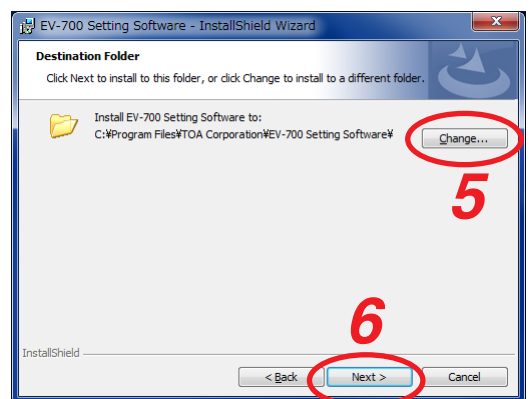 EV-700 Setting Software - InstallShield Wizard
Destination Folder
Click Next to install to this folder, or click Change to install to a different folder.
Install EV-700 Setting Software to:
C:¥Program Files¥TOA Corporation¥EV-700 Setting Software¥
Change...
5
6
InstallShield
< Back
Next >
Cancel